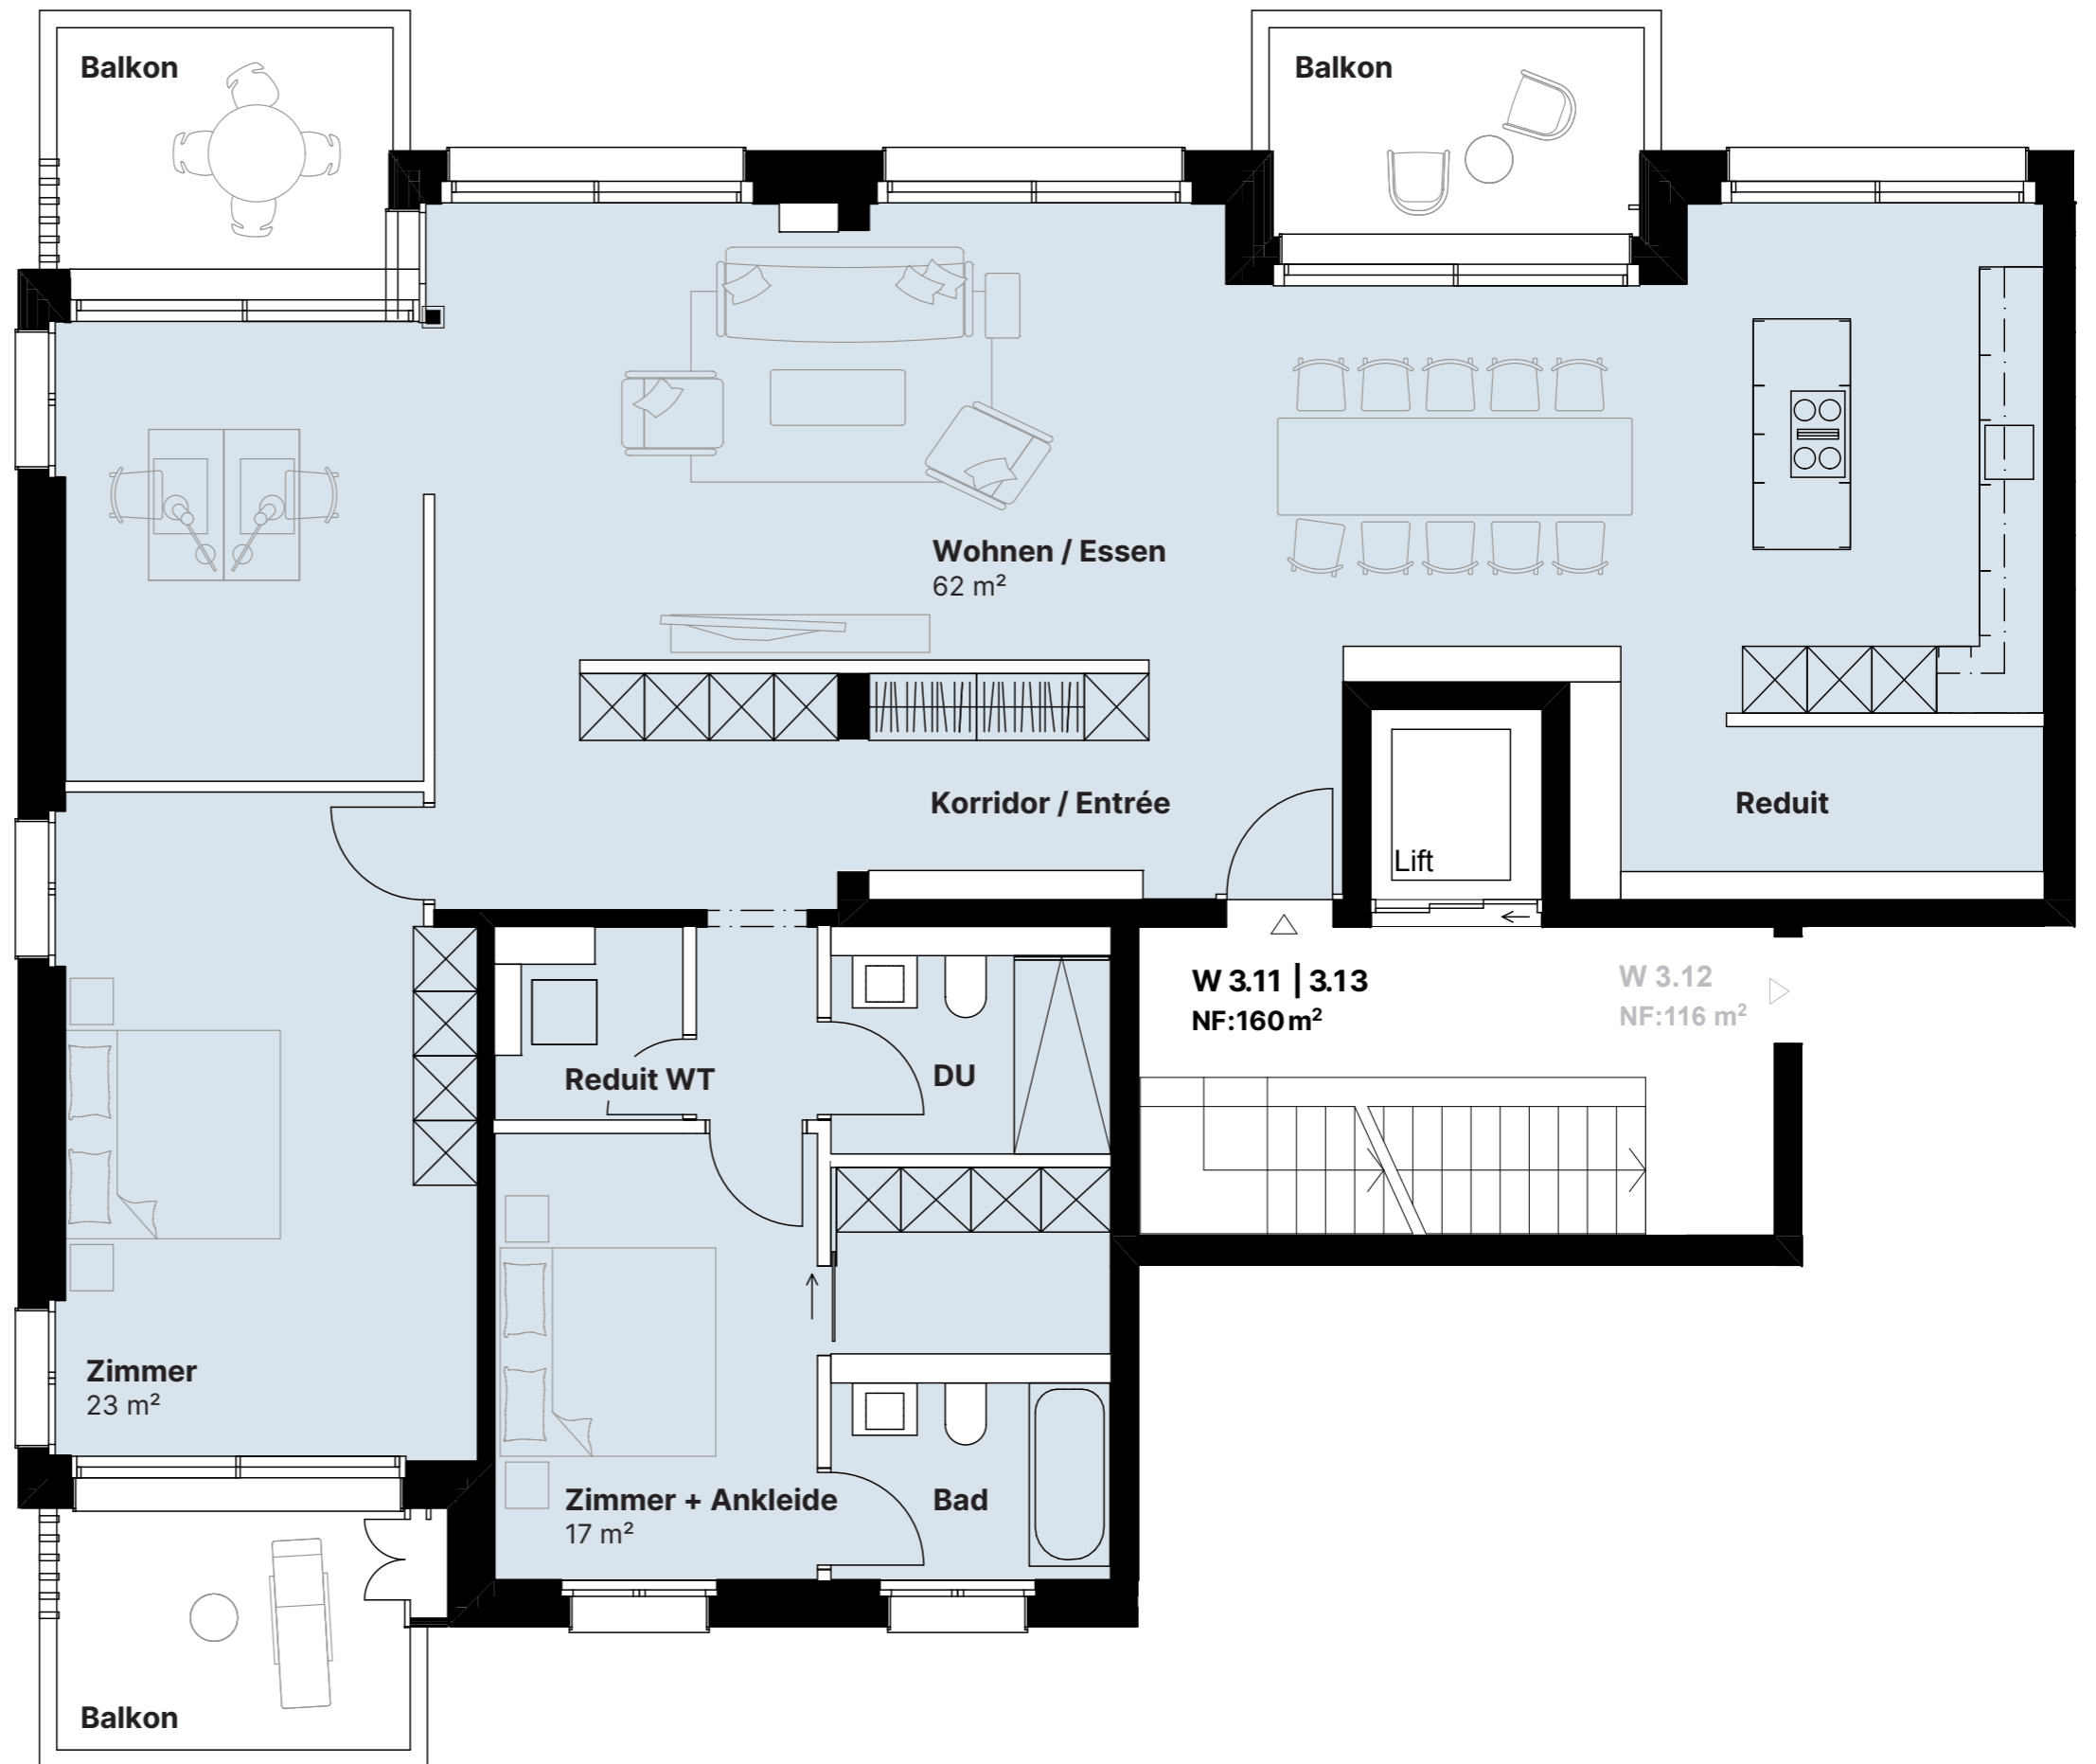 Balkon
Balkon
Wohnen / Essen
62 m²
Korridor / Entrée
Reduit
Lift
W 3.11 | 3.13
NF:160 m²
W 3.12
NF:116 m²
Reduit WT
DU
Zimmer
23 m²
Zimmer + Ankleide
17 m²
Bad
Balkon